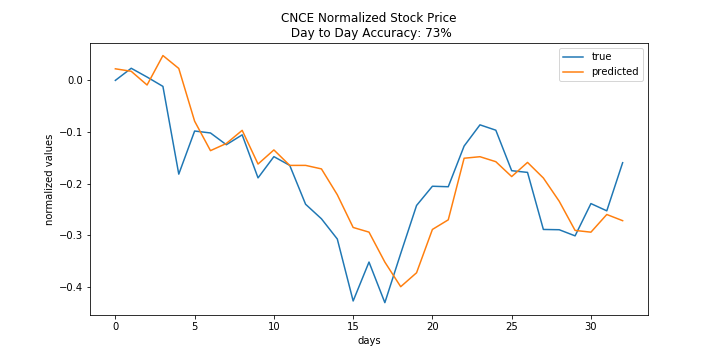 CNCE Normalized Stock Price
Day to Day Accuracy: 73%
true
predicted
normalized values
0.0
−0.1
−0.2
−0.3
−0.4
0 5 10 15 20 25 30
days